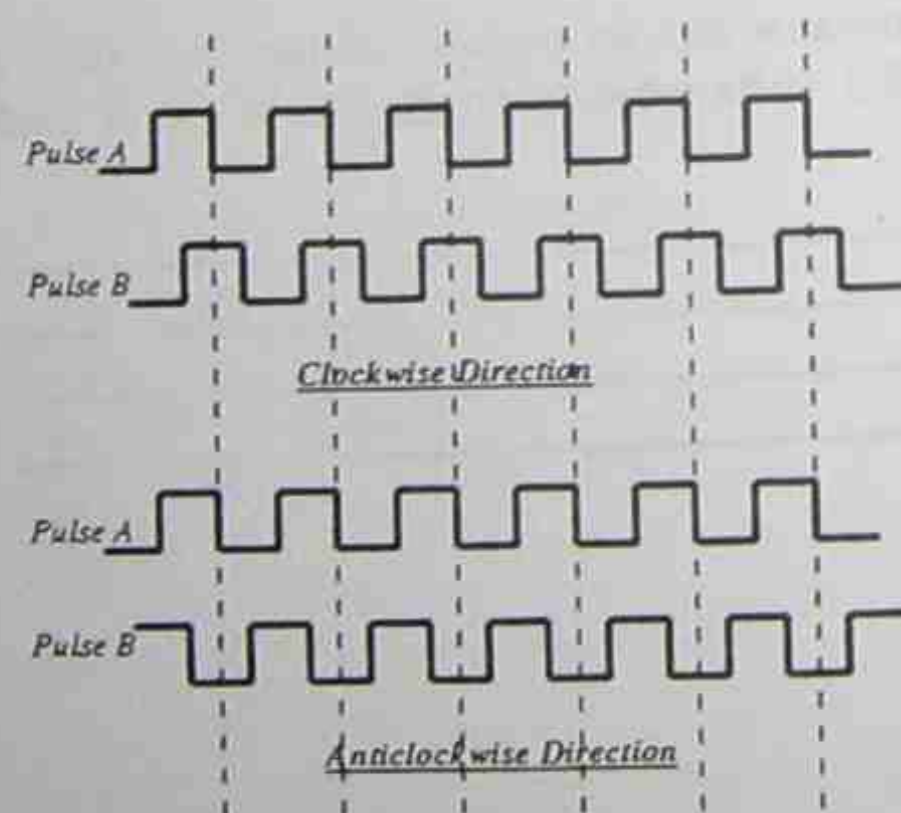 Pulse A
Pulse B
Clockwise Direction
Pulse A
Pulse B
Anticlockwise Direction